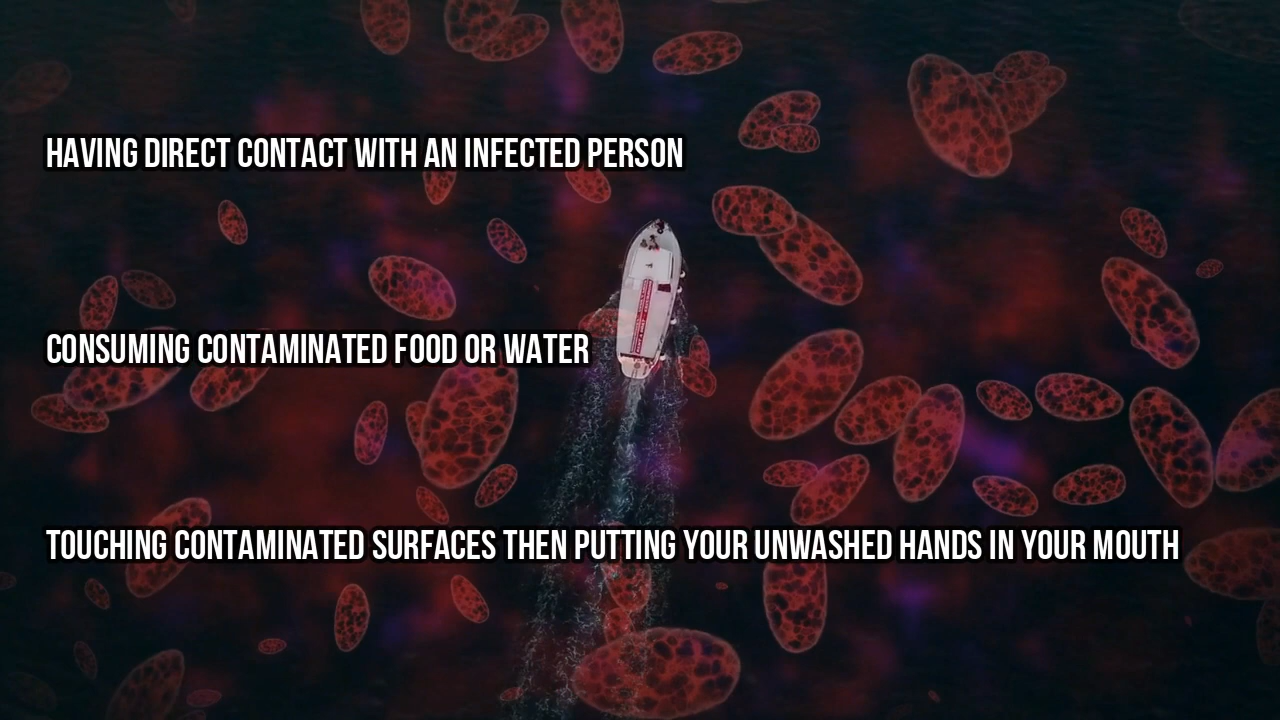 HAVING DIRECT CONTACT WITH AN INFECTED PERSON
CONSUMING CONTAMINATED FOOD OR WATER
TOUCHING CONTAMINATED SURFACES THEN PUTTING YOUR UNWASHED HANDS IN YOUR MOUTH